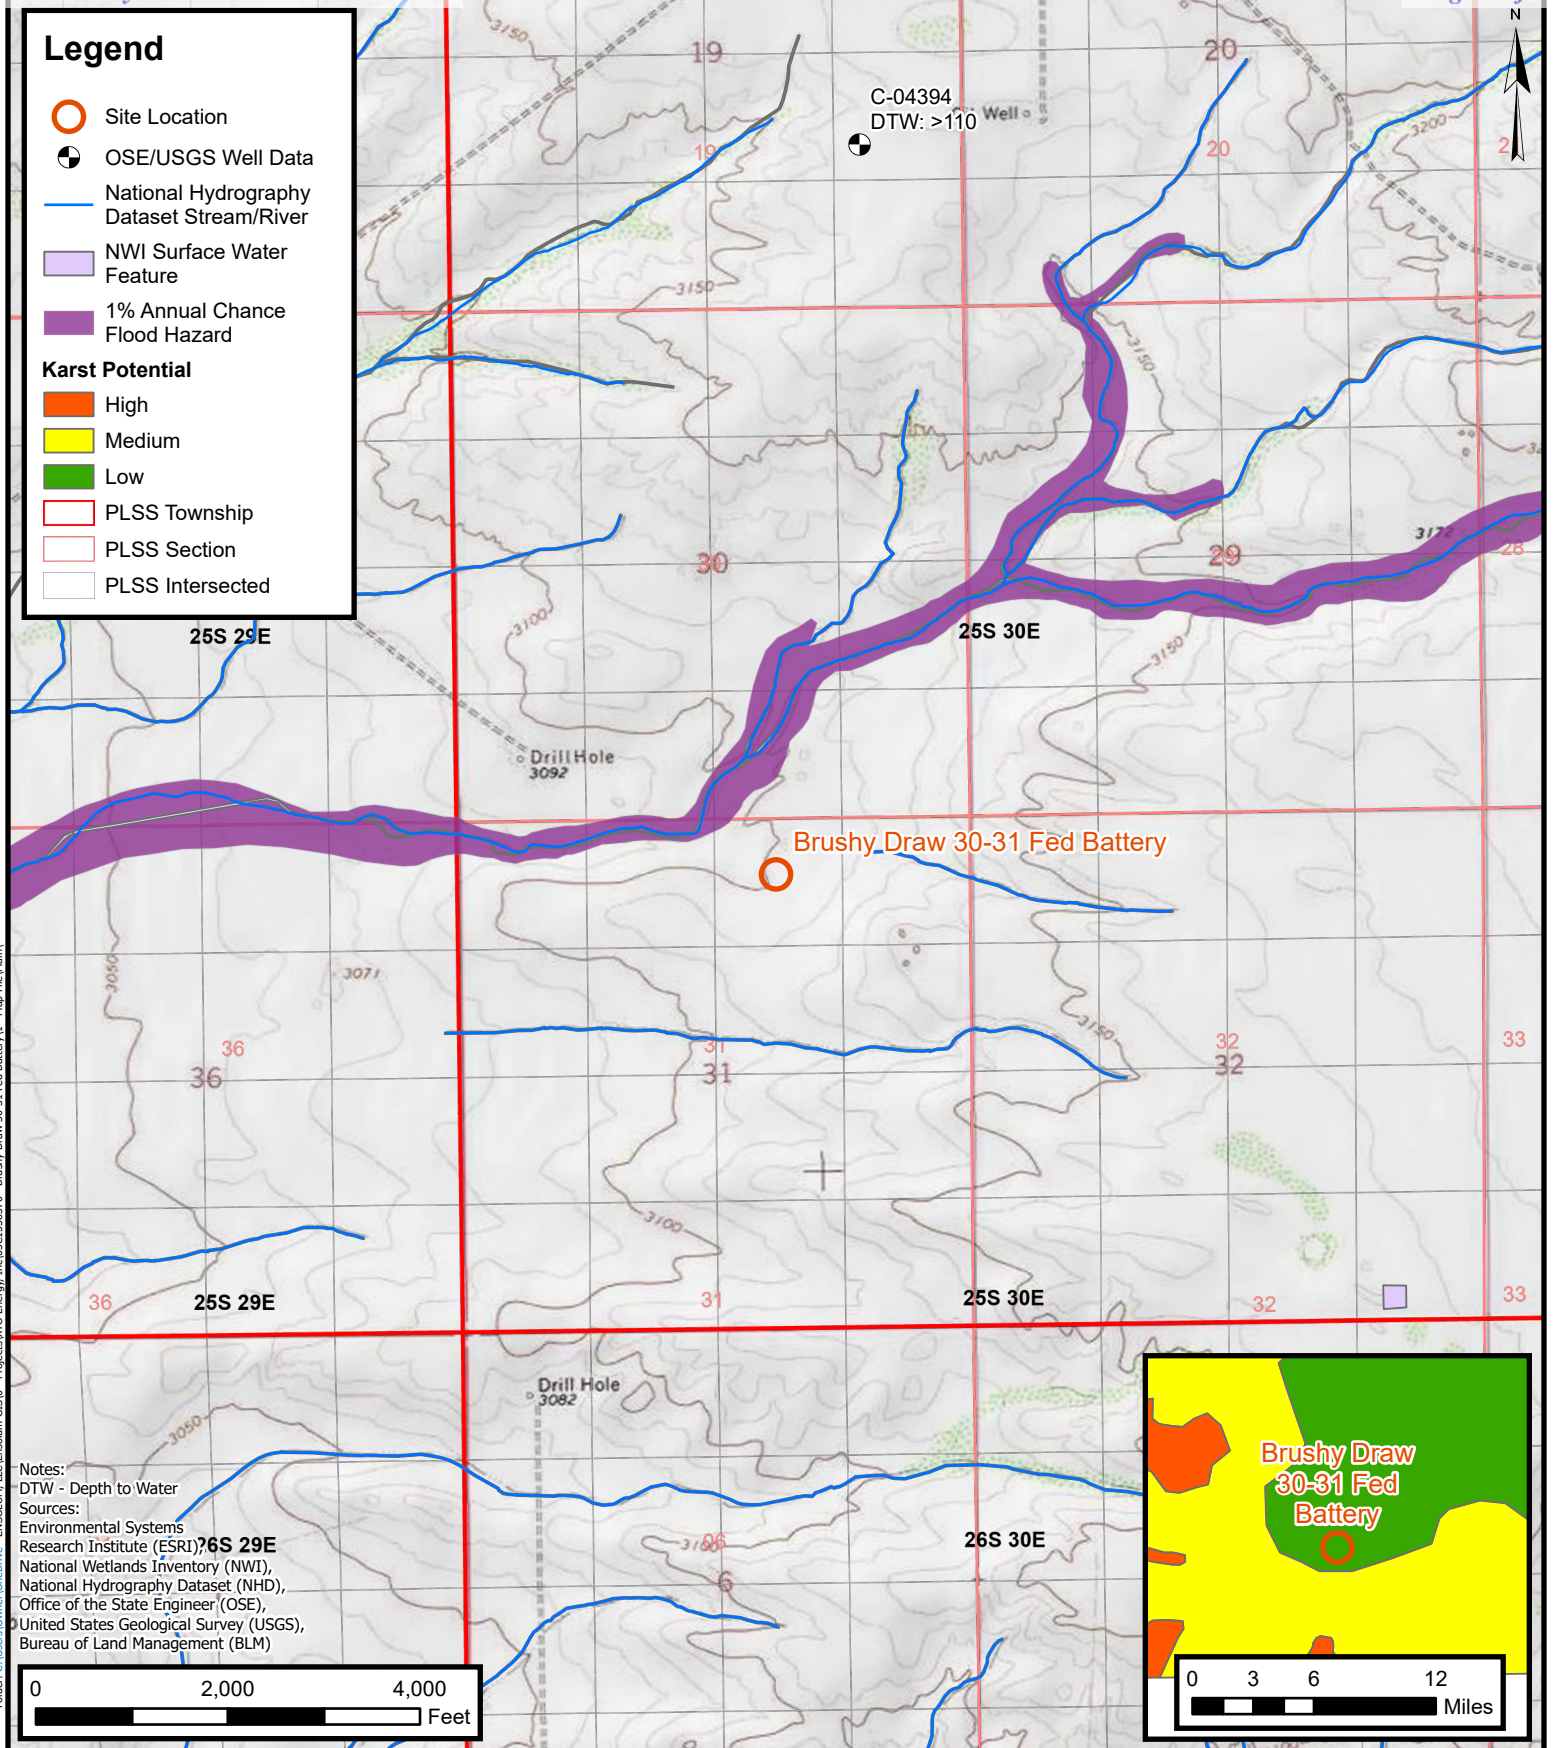 Legend
Site Location
OSE/USGS Well Data
National Hydrography
Dataset Stream/River
NWI Surface Water
Feature
1% Annual Chance
Flood Hazard
Karst Potential
High
Medium
Low
PLSS Township
PLSS Section
PLSS Intersected
N
3150
19
20
C-04394
DTW: >110
Well
19
20
3200
2
3150
3150
30
30
29
29
3172
28
3100
25S 29E
25S 30E
3150
Drill Hole
3092
Brushy Draw 30-31 Fed Battery
3050
3071
3150
36
36
31
31
32
32
33
3100
36
25S 29E
31
25S 30E
32
33
Drill Hole
3082
3050
Notes:
DTW - Depth to Water
Sources:
Environmental Systems
Research Institute (ESRI),
National Wetlands Inventory (NWI),
National Hydrography Dataset (NHD),
Office of the State Engineer (OSE),
United States Geological Survey (USGS),
Bureau of Land Management (BLM)
26S 29E
06
6
26S 30E
0 2,000 4,000
Feet
Brushy Draw
30-31 Fed
Battery
0 3 6 12
Miles